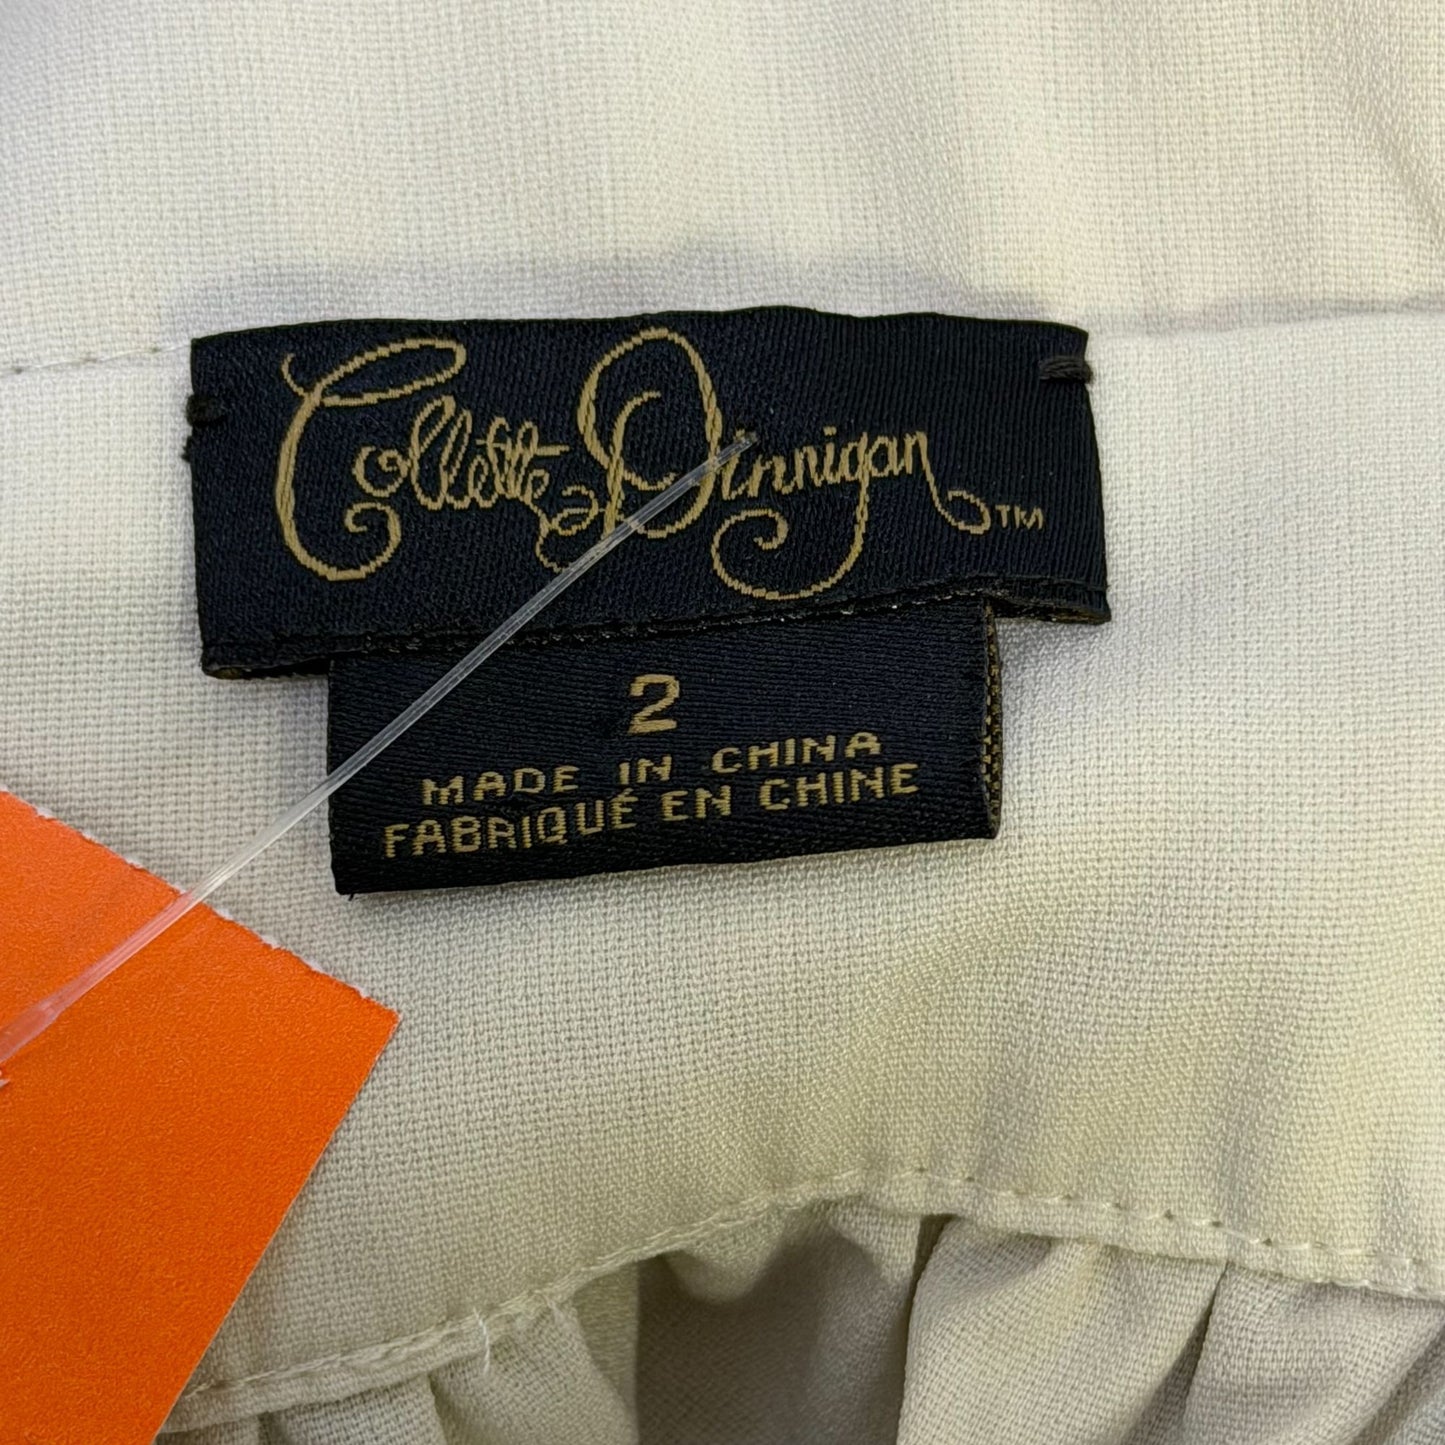 Collette Dinnigan™
2
MADE IN CHINA
FABRIQUÉ EN CHINE